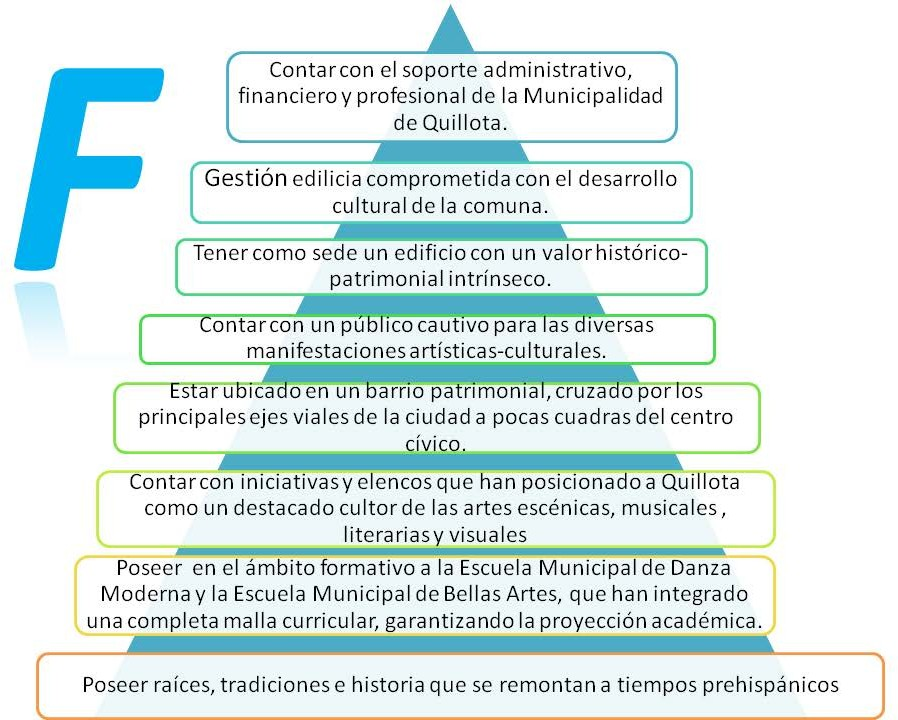 F
Contar con el soporte administrativo,
financiero y profesional de la Municipalidad
de Quillota.
Gestión edilicia comprometida con el desarrollo
cultural de la comuna.
Tener como sede un edificio con un valor histórico-
patrimonial intrínseco.
Contar con un público cautivo para las diversas
manifestaciones artísticas-culturales.
Estar ubicado en un barrio patrimonial, cruzado por los
principales ejes viales de la ciudad a pocas cuadras del centro
cívico.
Contar con iniciativas y elencos que han posicionado a Quillota
como un destacado cultor de las artes escénicas, musicales ,
literarias y visuales
Poseer en el ámbito formativo a la Escuela Municipal de Danza
Moderna y la Escuela Municipal de Bellas Artes, que han integrado
una completa malla curricular, garantizando la proyección académica.
Poseer raíces, tradiciones e historia que se remontan a tiempos prehispánicos